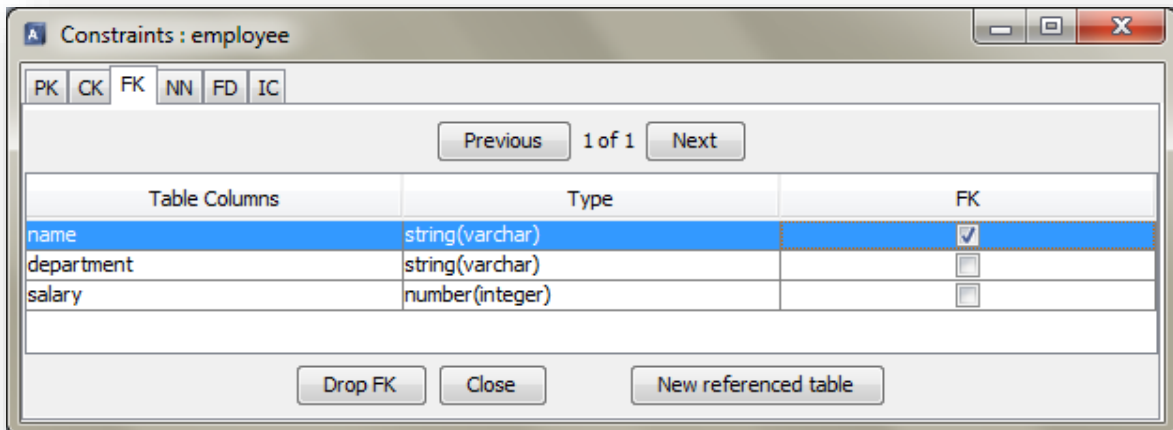 Constraints : employee
PK CK FK NN FD IC
Previous 1 of 1 Next
Table Columns Type FK
name string(varchar)
department string(varchar)
salary number(integer)
Drop FK Close New referenced table